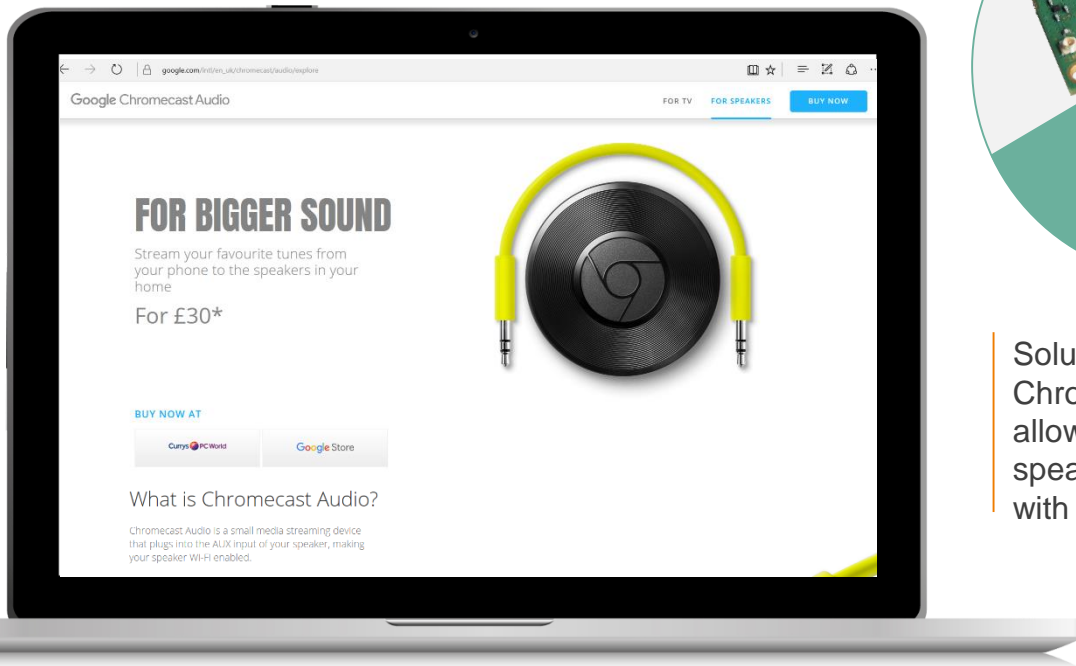 google.com/intl/en_uk/chromecast/audio/explore
Google Chromecast Audio
FOR TV
FOR SPEAKERS
BUY NOW
FOR BIGGER SOUND
Stream your favourite tunes from
your phone to the speakers in your
home
For £30*
BUY NOW AT
Currys PC World
Google Store
What is Chromecast Audio?
Chromecast Audio is a small media streaming device
that plugs into the AUX input of your speaker, making
your speaker Wi-Fi enabled.
Solu
Chro
allow
spea
with